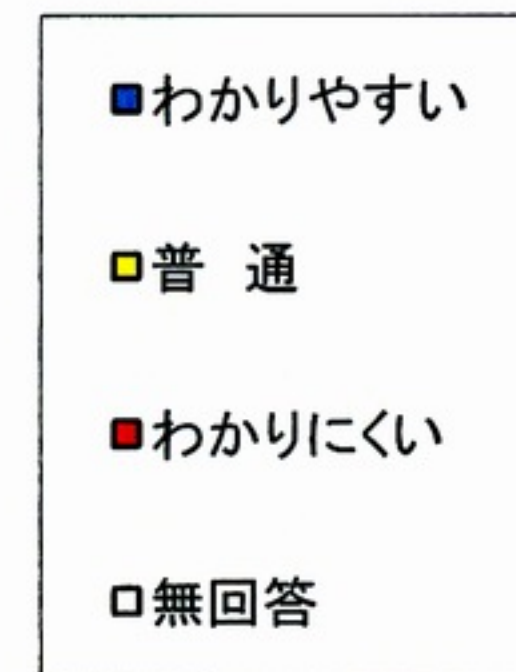 わかりやすい
普　通
わかりにくい
無回答